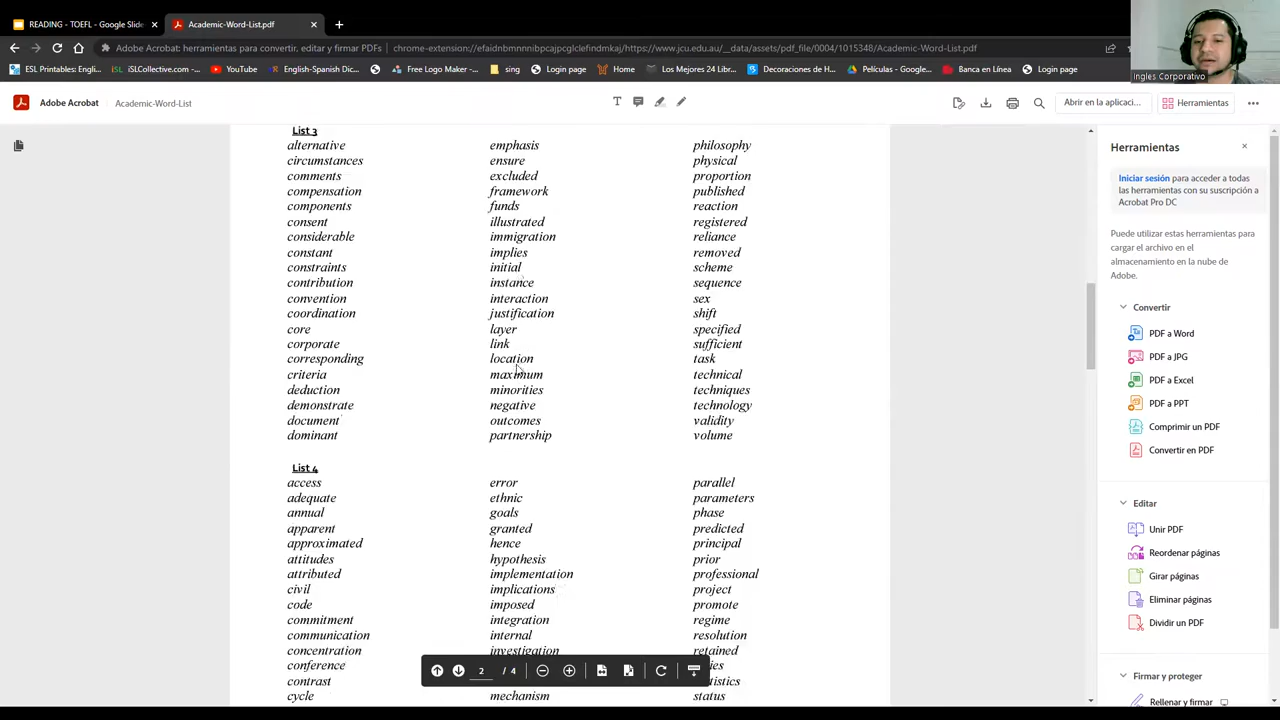 READING - TOEFL - Google Slide
Academic-Word-List.pdf
Adobe Acrobat: herramientas para convertir, editar y firmar PDFs
chrome-extension://efaidnbmnnnibpcajpcglclefindmkaj/https://www.jcu.edu.au/__data/assets/pdf_file/0004/1015348/Academic-Word-List.pdf
Ingles Corporativo
ESL Printables: Engli...
iSLCollective.com -...
YouTube
English-Spanish Dic...
Free Logo Maker -...
sing
Login page
Home
Los Mejores 24 Libr...
Decoraciones de H...
Películas - Google...
Banca en Línea
Login page
Adobe Acrobat
Academic-Word-List
Abrir en la aplicaci...
Herramientas
List 3
alternative emphasis philosophy
circumstances ensure physical
comments excluded proportion
compensation framework published
components funds reaction
consent illustrated registered
considerable immigration reliance
constant implies removed
constraints initial scheme
contribution instance sequence
convention interaction sex
coordination justification shift
core layer specified
corporate link sufficient
corresponding location task
criteria maximum technical
deduction minorities techniques
demonstrate negative technology
document outcomes validity
dominant partnership volume
List 4
access error parallel
adequate ethnic parameters
annual goals phase
apparent granted predicted
approximated hence principal
attitudes hypothesis prior
attributed implementation professional
civil implications project
code imposed promote
commitment integration regime
communication internal resolution
concentration investigation retained
conference
contrast
cycle mechanism status
2 / 4
Herramientas
Iniciar sesión para acceder a todas
las herramientas con su suscripción a
Acrobat Pro DC
Puede utilizar estas herramientas para
cargar el archivo en el
almacenamiento en la nube de
Adobe.
Convertir
PDF a Word
PDF a JPG
PDF a Excel
PDF a PPT
Comprimir un PDF
Convertir en PDF
Editar
Unir PDF
Reordenar páginas
Girar páginas
Eliminar páginas
Dividir un PDF
Firmar y proteger
Rellenar y firmar